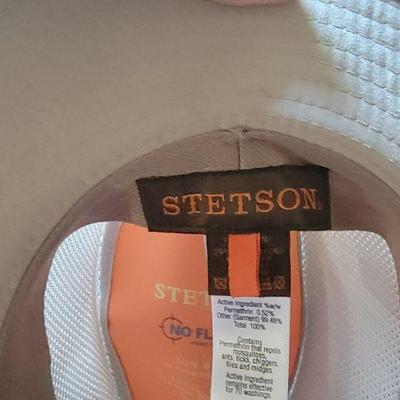 STETSON
STET
NO FL
Active Ingredient %w/w
Permethrin 0.52%
Other (Garment) 99.48%
Total 100%
Contains
Permethrin that repels
mosquitoes,
ants, ticks, chiggers,
flies and midges
Active Ingredient
remains effective
for 70 washings